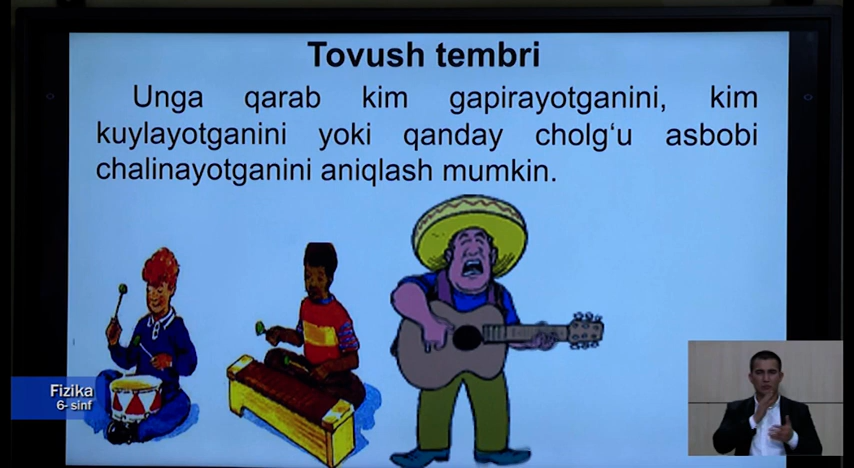 Tovush tembri
Unga qarab kim gapirayotganini, kim
kuylayotganini yoki qanday cholg‘u asbobi
chalinayotganini aniqlash mumkin.
Fizika
6- sinf